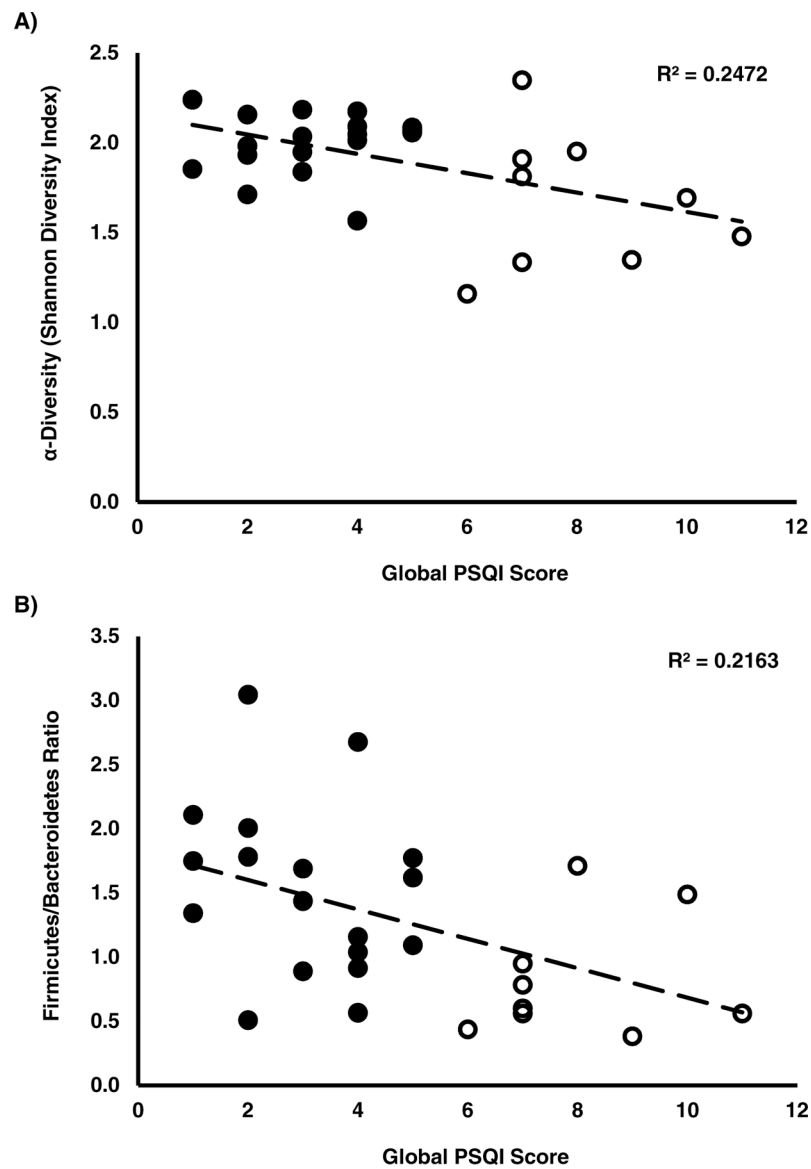 A)
R² = 0.2472
α-Diversity (Shannon Diversity Index)
2.5
2.0
1.5
1.0
0.5
0.0
0 2 4 6 8 10 12
Global PSQI Score
B)
R² = 0.2163
Firmicutes/Bacteroidetes Ratio
3.5
3.0
2.5
2.0
1.5
1.0
0.5
0.0
0 2 4 6 8 10 12
Global PSQI Score